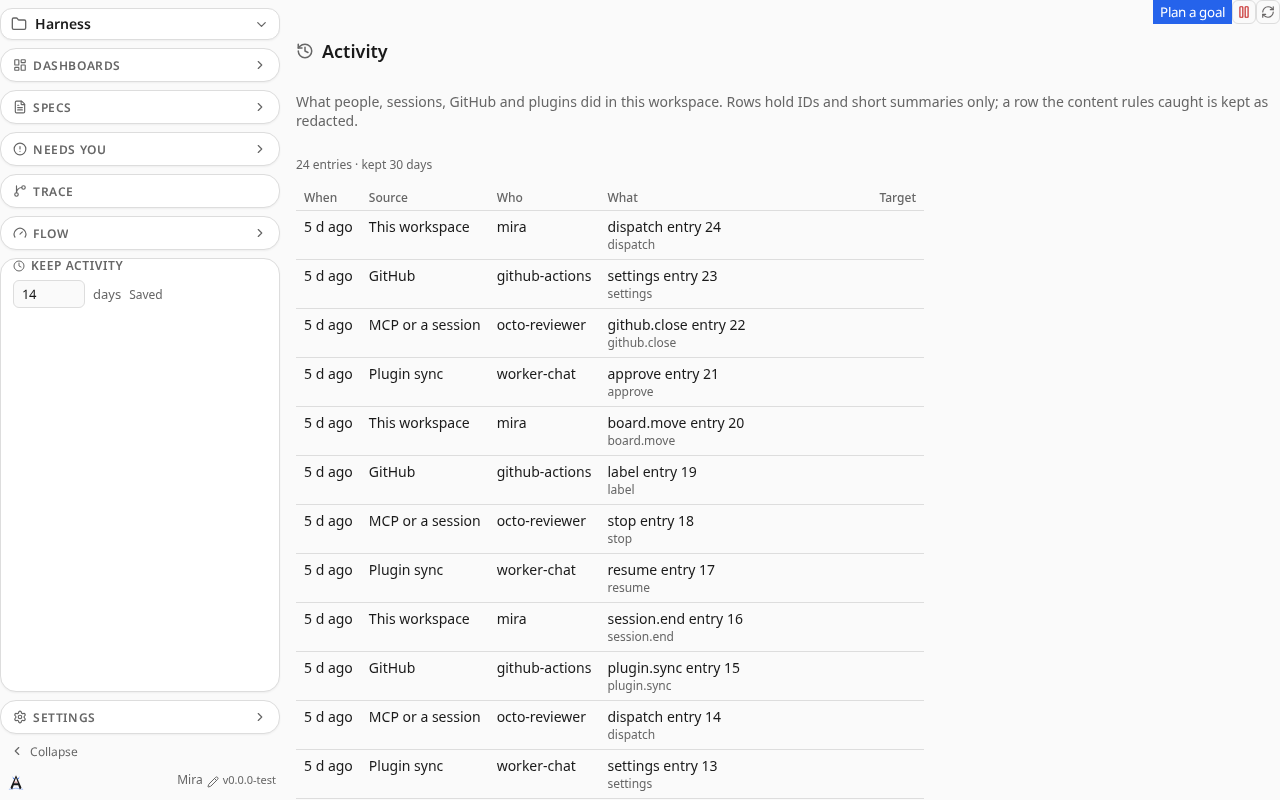 Harness
DASHBOARDS
SPECS
NEEDS YOU
TRACE
FLOW
KEEP ACTIVITY
14 days Saved
SETTINGS
Collapse
Mira v0.0.0-test
Plan a goal
Activity
What people, sessions, GitHub and plugins did in this workspace. Rows hold IDs and short summaries only; a row the content rules caught is kept as
redacted.
24 entries · kept 30 days
When Source Who What Target
5 d ago This workspace mira dispatch entry 24
dispatch
5 d ago GitHub github-actions settings entry 23
settings
5 d ago MCP or a session octo-reviewer github.close entry 22
github.close
5 d ago Plugin sync worker-chat approve entry 21
approve
5 d ago This workspace mira board.move entry 20
board.move
5 d ago GitHub github-actions label entry 19
label
5 d ago MCP or a session octo-reviewer stop entry 18
stop
5 d ago Plugin sync worker-chat resume entry 17
resume
5 d ago This workspace mira session.end entry 16
session.end
5 d ago GitHub github-actions plugin.sync entry 15
plugin.sync
5 d ago MCP or a session octo-reviewer dispatch entry 14
dispatch
5 d ago Plugin sync worker-chat settings entry 13
settings